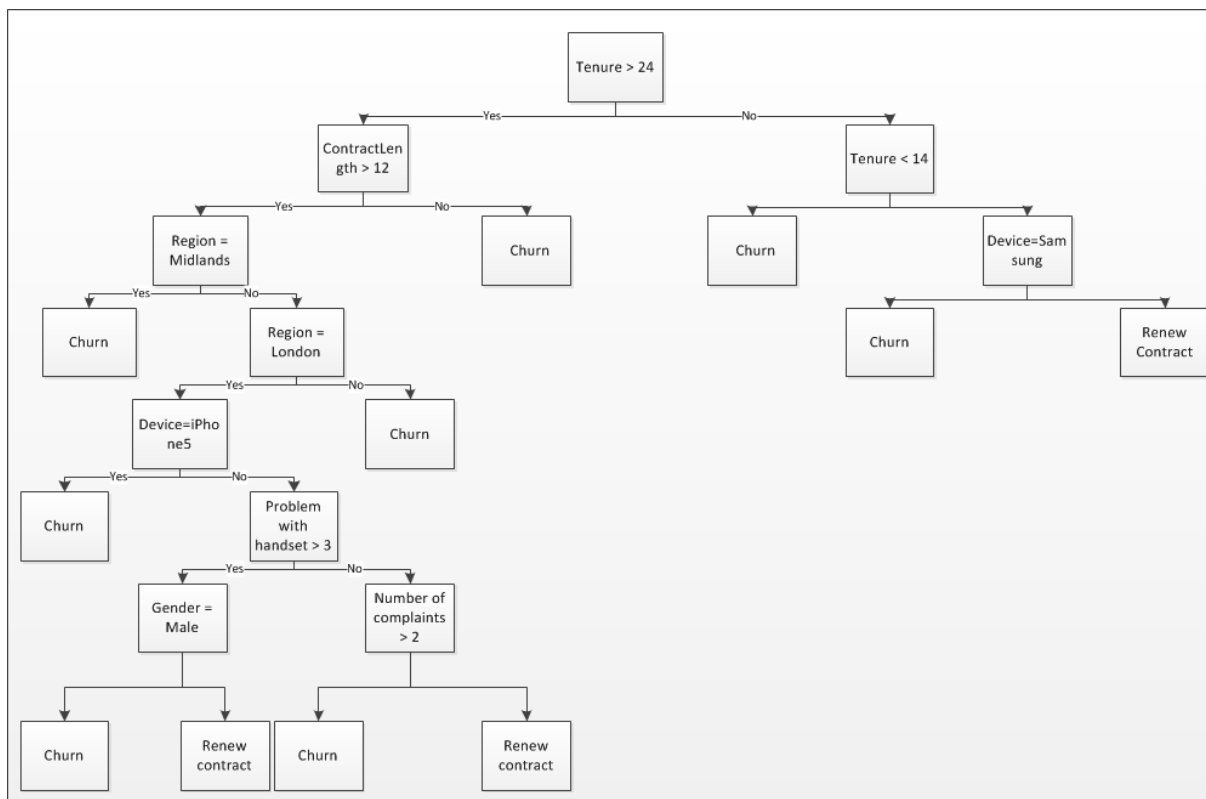 Tenure > 24
Yes
No
ContractLen
gth > 12
Tenure < 14
Yes
No
Region =
Midlands
Churn
Churn
Device=Sam
sung
Yes
No
Churn
Region =
London
Churn
Renew
Contract
Yes
No
Device=iPho
ne5
Churn
Yes
No
Churn
Problem
with
handset > 3
Yes
No
Gender =
Male
Number of
complaints
> 2
Churn
Renew
contract
Churn
Renew
contract